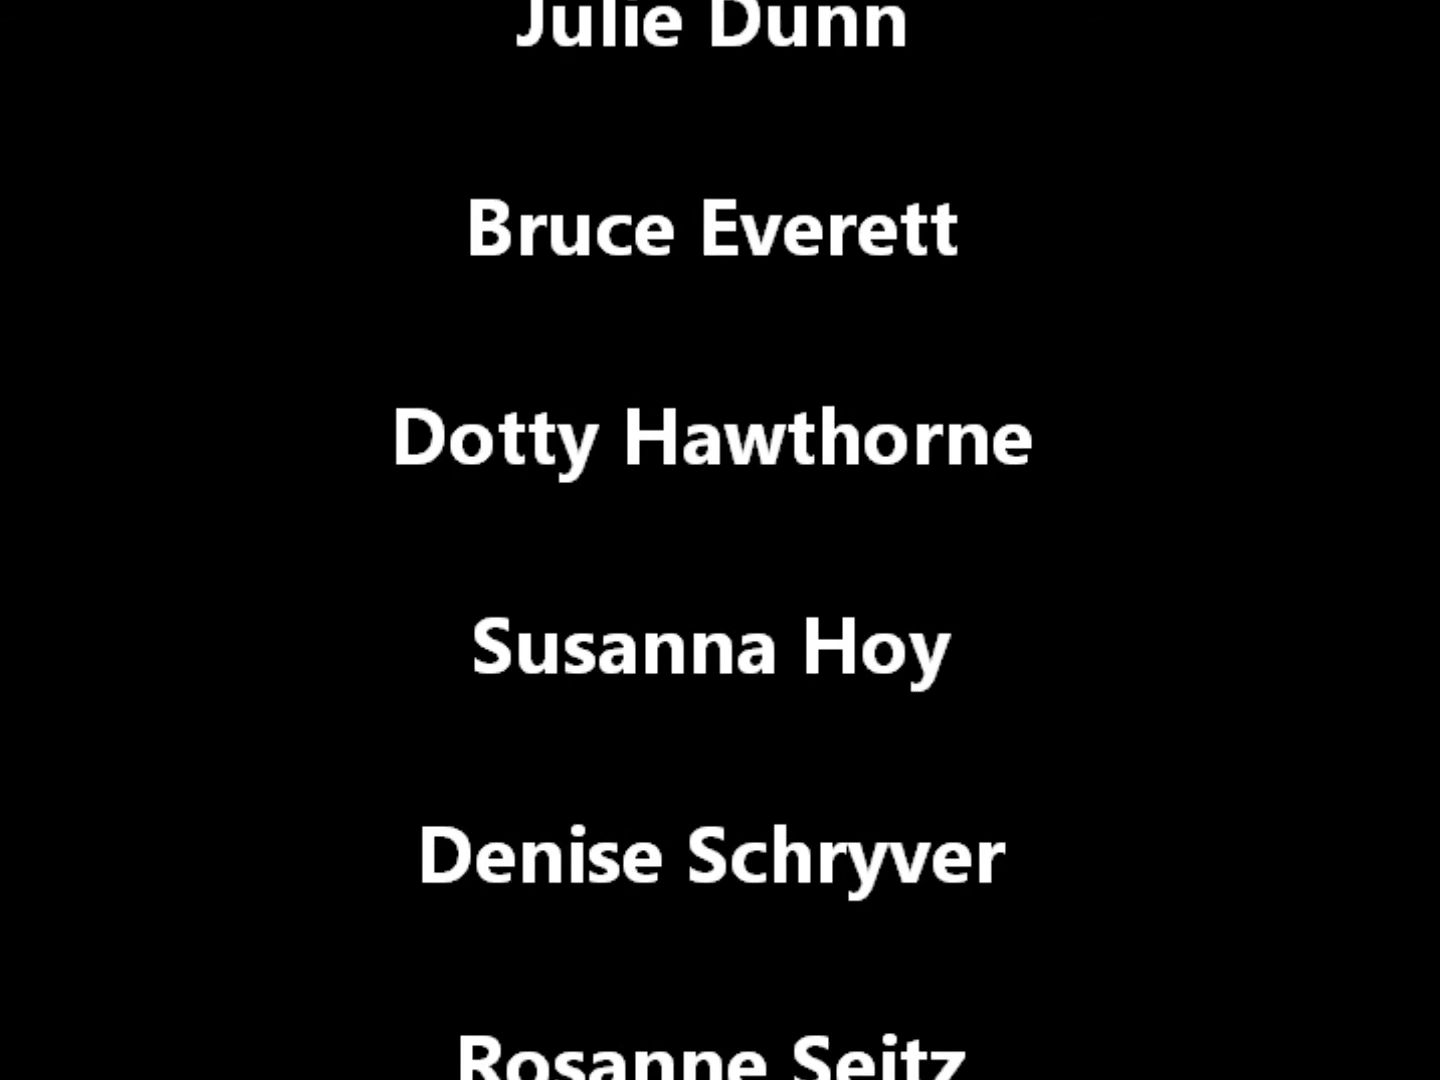 Julie Dunn
Bruce Everett
Dotty Hawthorne
Susanna Hoy
Denise Schryver
Rosanne Seitz